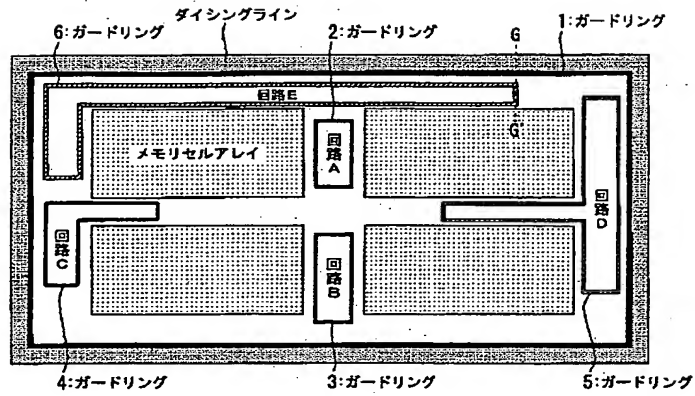 ダイシングライン
6:ガードリング
2:ガードリング
G
1:ガードリング
回路E
G'
メモリセルアレイ
回路A
回路D
回路C
回路B
4:ガードリング
3:ガードリング
5:ガードリング